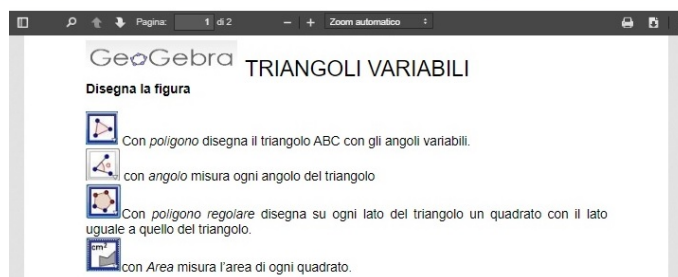 Pagina: 1 di 2 − + Zoom automatico
GeoGebra TRIANGOLI VARIABILI
Disegna la figura
Con poligono disegna il triangolo ABC con gli angoli variabili.
con angolo misura ogni angolo del triangolo
Con poligono regolare disegna su ogni lato del triangolo un quadrato con il lato
uguale a quello del triangolo.
cm²
con Area misura l'area di ogni quadrato.